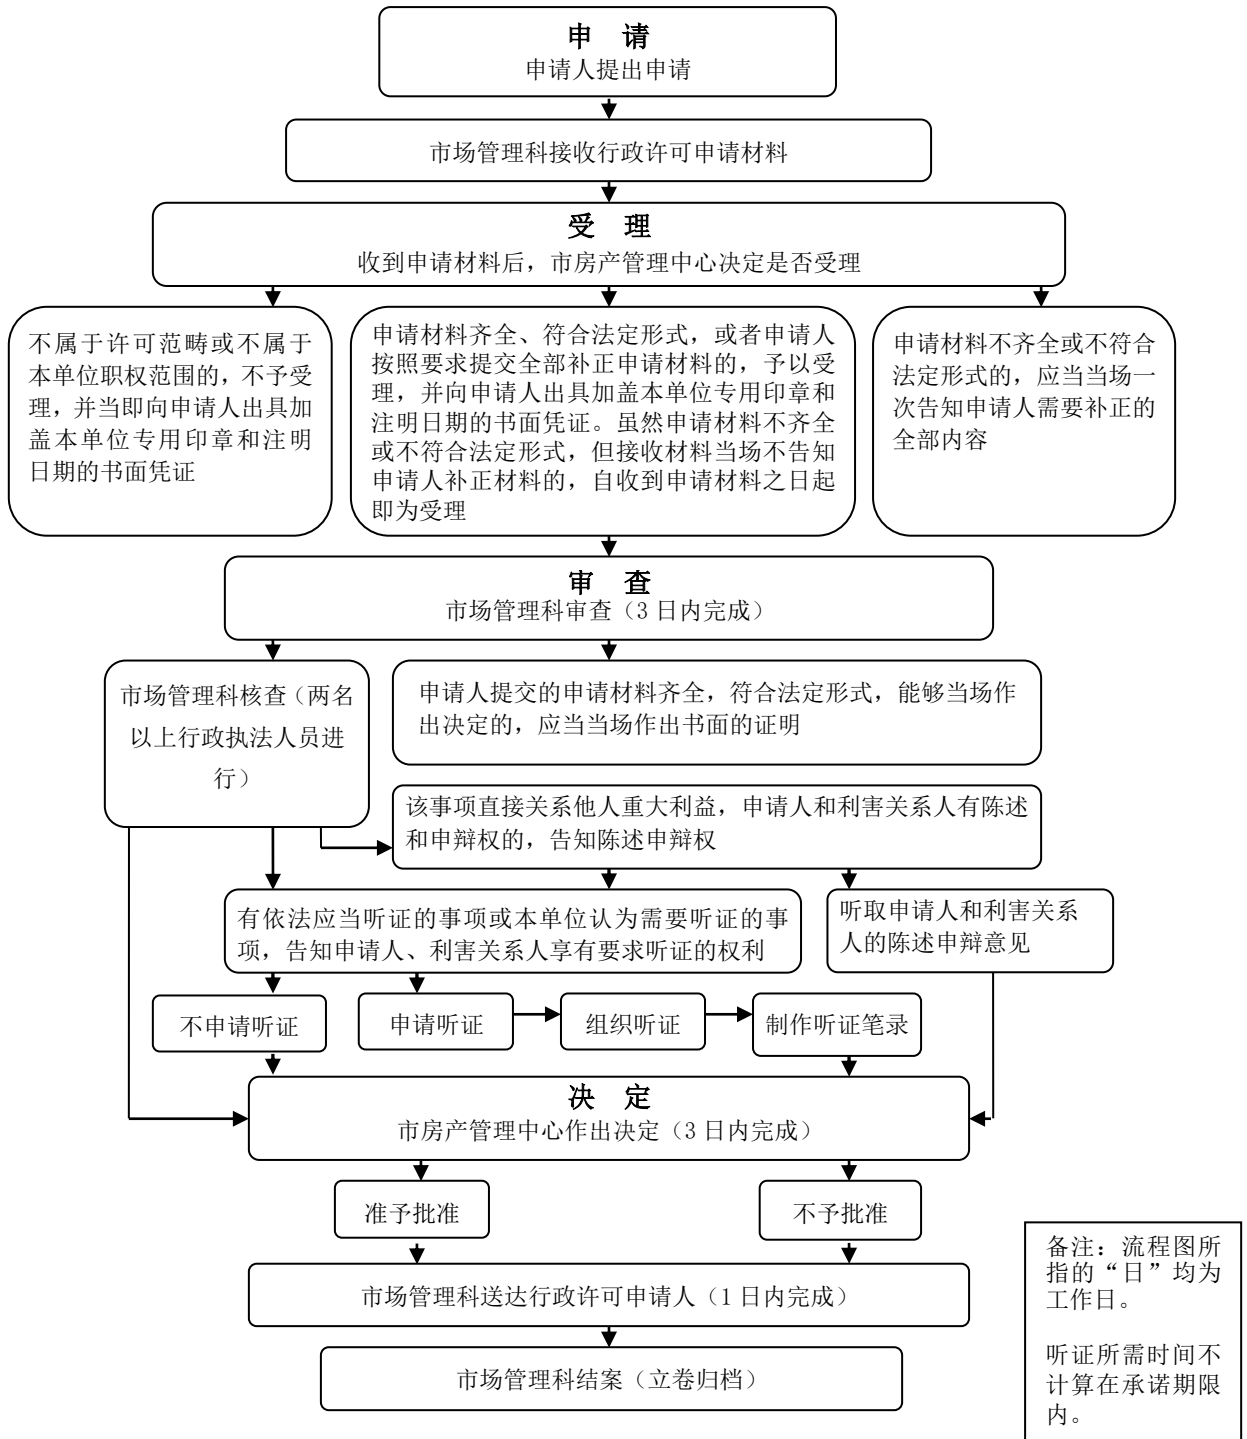 申 请
申请人提出申请
市场管理科接收行政许可申请材料
受 理
收到申请材料后，市房产管理中心决定是否受理
不属于许可范畴或不属于
本单位职权范围的，不予受
理，并当即向申请人出具加
盖本单位专用印章和注明
日期的书面凭证
申请材料齐全、符合法定形式，或者申请人
按照要求提交全部补正申请材料的，予以受
理，并向申请人出具加盖本单位专用印章和
注明日期的书面凭证。虽然申请材料不齐全
或不符合法定形式，但接收材料当场不告知
申请人补正材料的，自收到申请材料之日起
即为受理
申请材料不齐全或不符合
法定形式的，应当当场一
次告知申请人需要补正的
全部内容
审 查
市场管理科审查（3 日内完成）
市场管理科核查（两名
以上行政执法人员进
行）
申请人提交的申请材料齐全，符合法定形式，能够当场作
出决定的，应当当场作出书面的证明
该事项直接关系他人重大利益，申请人和利害关系人有陈述
和申辩权的，告知陈述申辩权
有依法应当听证的事项或本单位认为需要听证的事
项，告知申请人、利害关系人享有要求听证的权利
听取申请人和利害关系
人的陈述申辩意见
不申请听证
申请听证
组织听证
制作听证笔录
决 定
市房产管理中心作出决定（3 日内完成）
准予批准
不予批准
市场管理科送达行政许可申请人（1 日内完成）
市场管理科结案（立卷归档）
备注：流程图所
指的“日”均为
工作日。
听证所需时间不
计算在承诺期限
内。